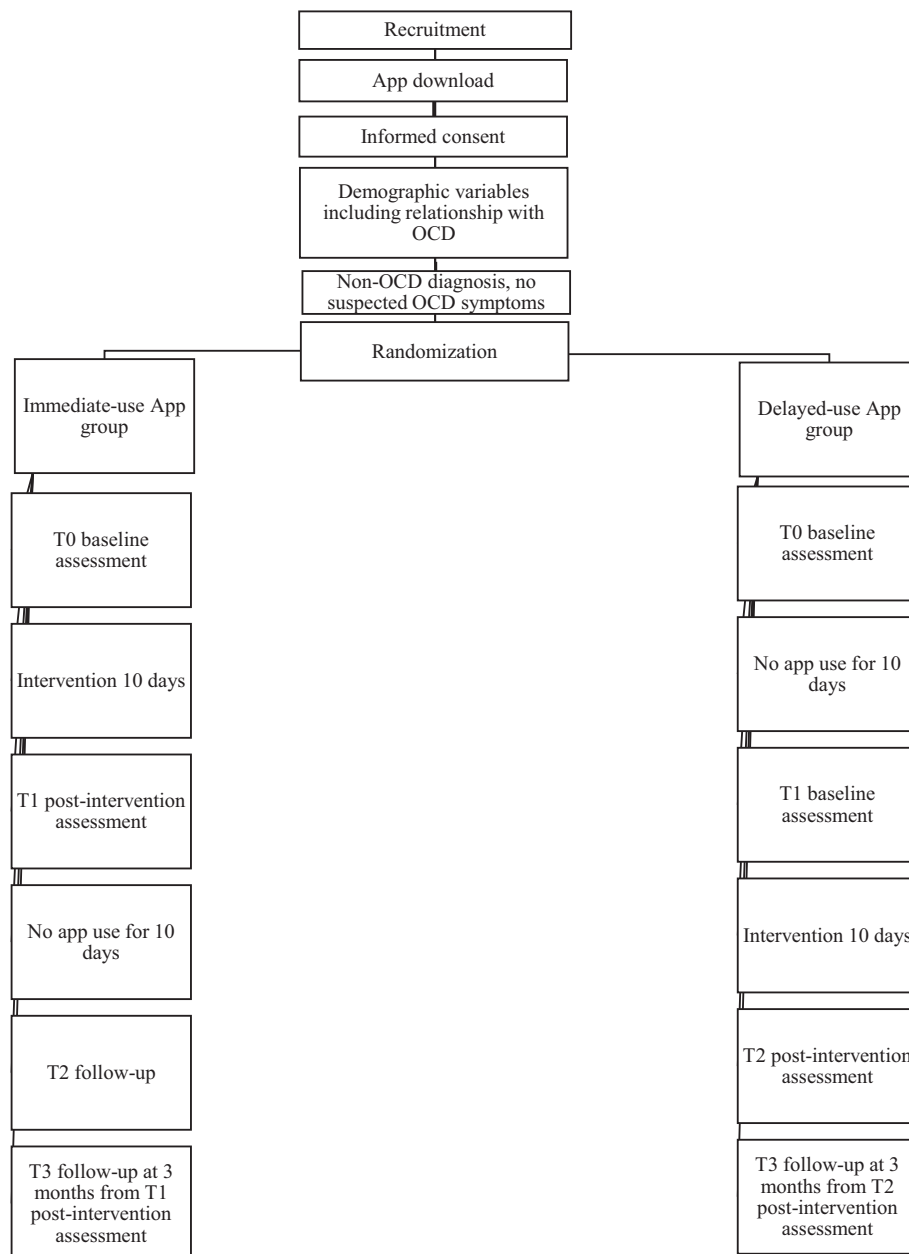 Recruitment
App download
Informed consent
Demographic variables
including relationship with
OCD
Non-OCD diagnosis, no
suspected OCD symptoms
Randomization
Immediate-use App
group
T0 baseline
assessment
Intervention 10 days
T1 post-intervention
assessment
No app use for 10
days
T2 follow-up
T3 follow-up at 3
months from T1
post-intervention
assessment
Delayed-use App
group
T0 baseline
assessment
No app use for 10
days
T1 baseline
assessment
Intervention 10 days
T2 post-intervention
assessment
T3 follow-up at 3
months from T2
post-intervention
assessment